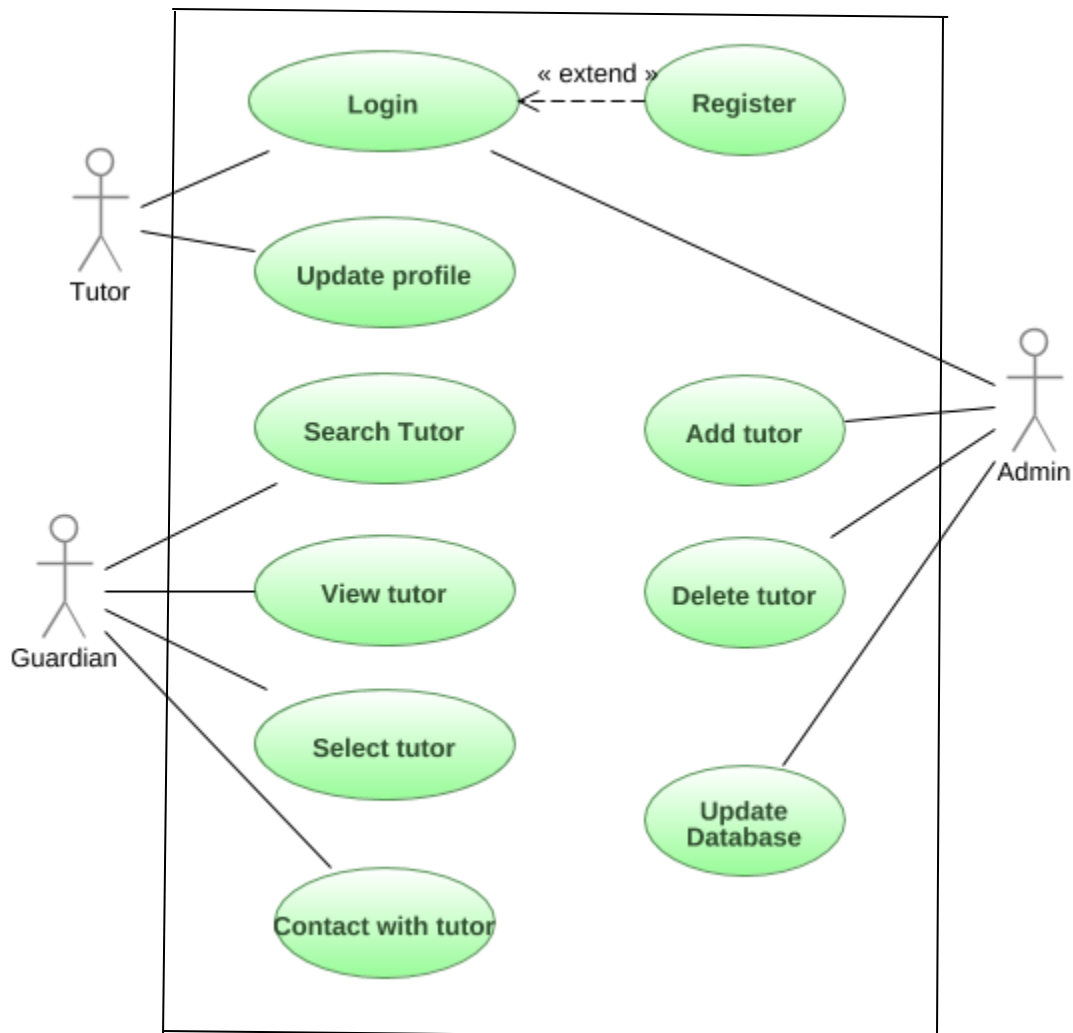 « extend »
Login
Register
Tutor
Update profile
Search Tutor
Add tutor
Admin
View tutor
Delete tutor
Guardian
Select tutor
Update
Database
Contact with tutor